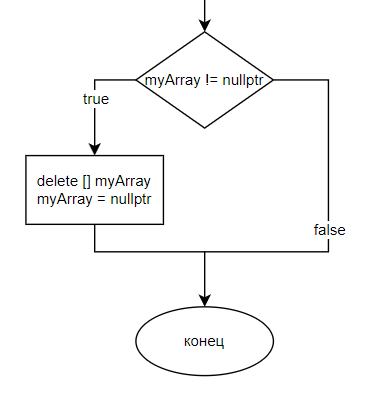 myArray != nullptr
true
delete [] myArray
myArray = nullptr
false
конец